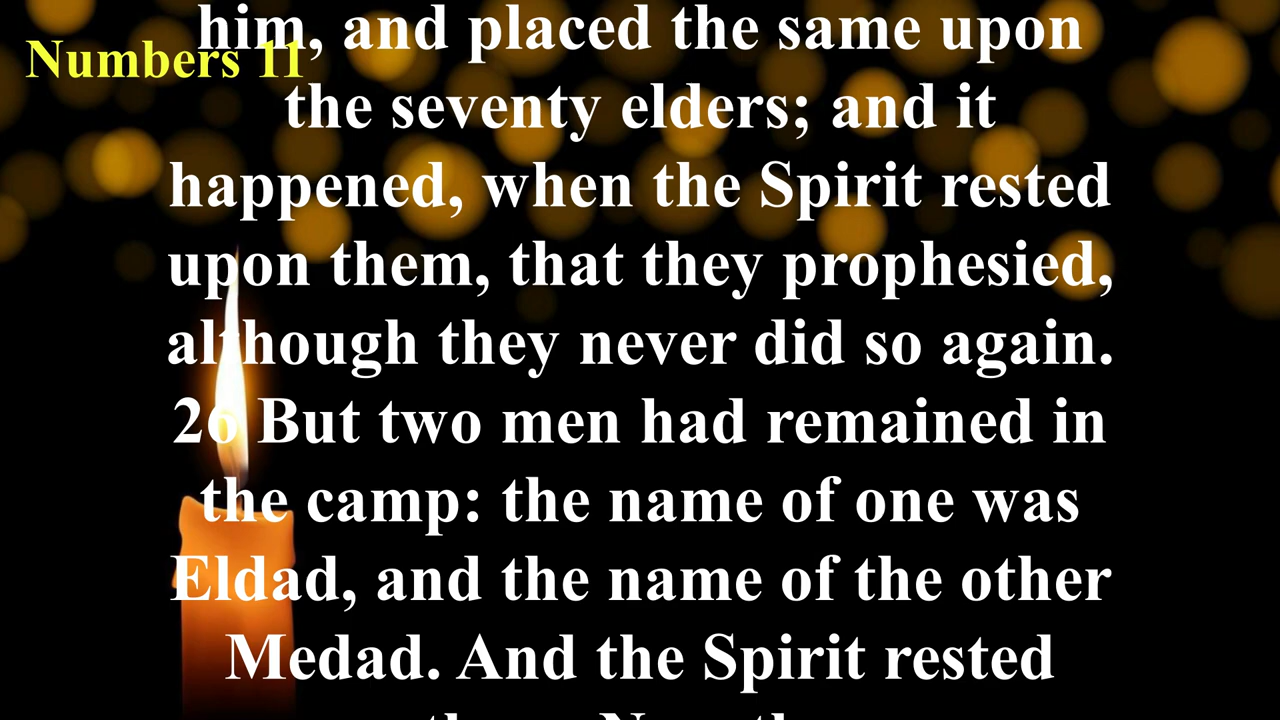 Numbers 11
him, and placed the same upon
the seventy elders; and it
happened, when the Spirit rested
upon them, that they prophesied,
although they never did so again.
26 But two men had remained in
the camp: the name of one was
Eldad, and the name of the other
Medad. And the Spirit rested